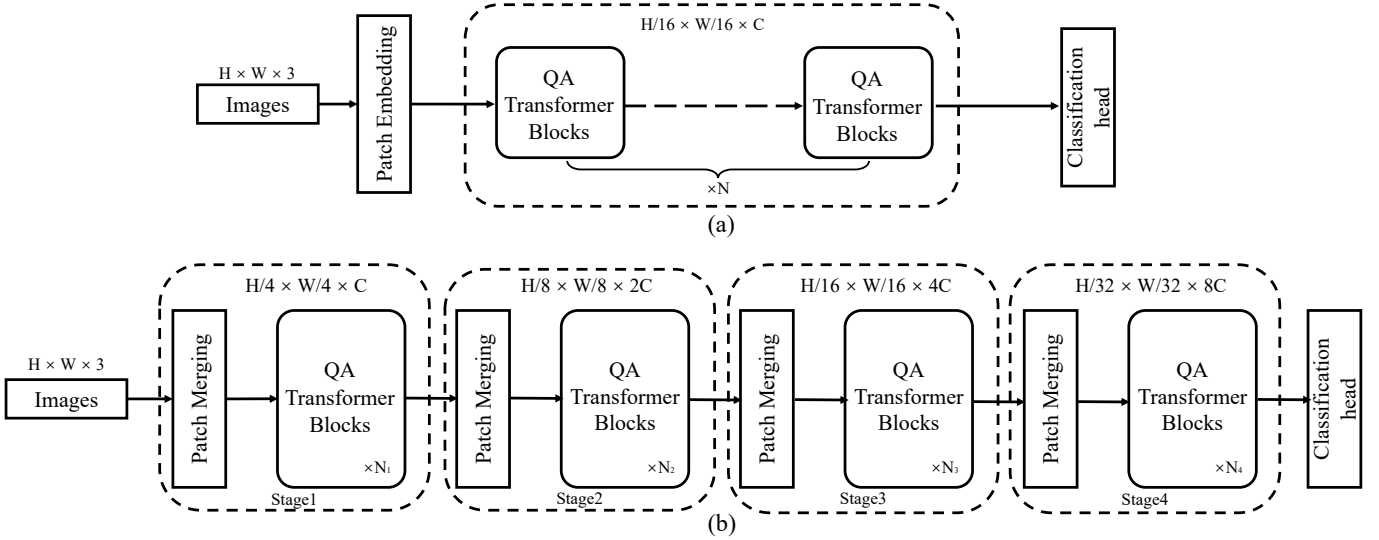 H/16 × W/16 × C
H × W × 3
Images
Patch Embedding
QA
Transformer
Blocks
QA
Transformer
Blocks
×N
Classification
head
(a)
H/4 × W/4 × C
H/8 × W/8 × 2C
H/16 × W/16 × 4C
H/32 × W/32 × 8C
H × W × 3
Images
Patch Merging
QA
Transformer
Blocks
×N₁
Stage1
Patch Merging
QA
Transformer
Blocks
×N₂
Stage2
Patch Merging
QA
Transformer
Blocks
×N₃
Stage3
Patch Merging
QA
Transformer
Blocks
×N₄
Stage4
Classification
head
(b)